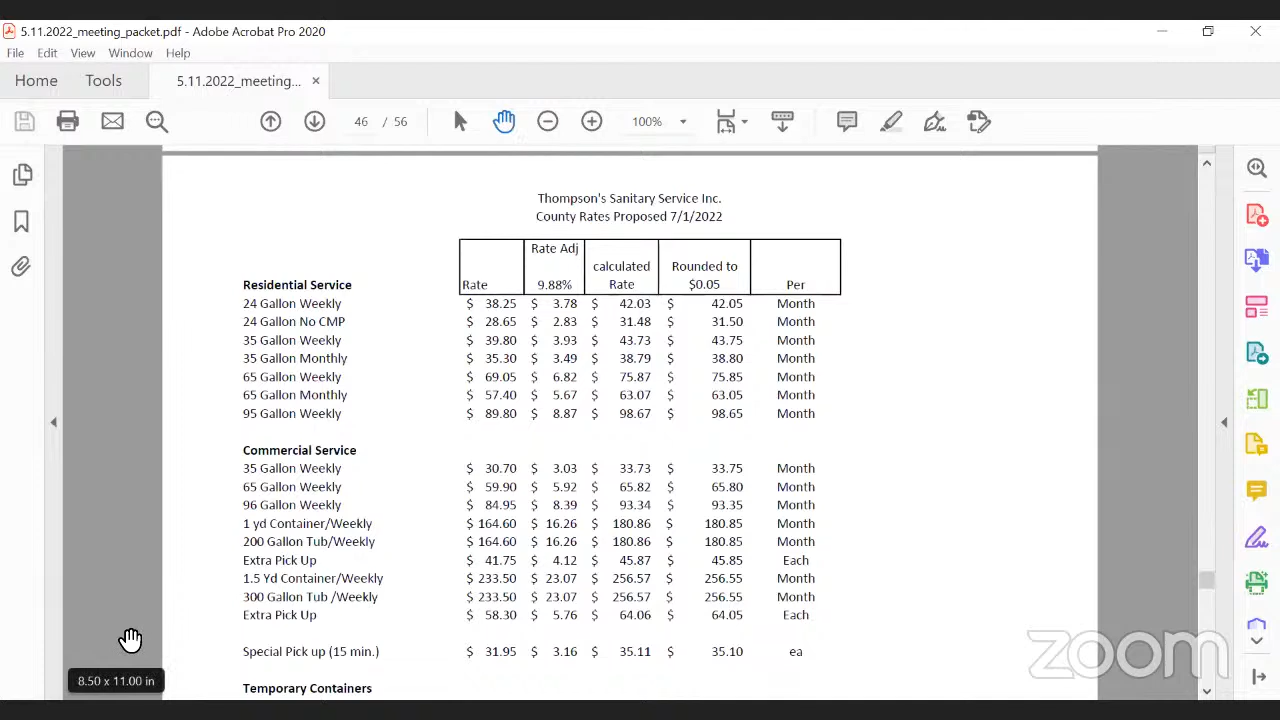 5.11.2022_meeting_packet.pdf - Adobe Acrobat Pro 2020
File Edit View Window Help
Home Tools 5.11.2022_meeting... ×
46 / 56 100%
Thompson's Sanitary Service Inc.
County Rates Proposed 7/1/2022
Residential Service Rate Rate Adj 9.88% calculated Rate Rounded to $0.05 Per
24 Gallon Weekly $ 38.25 $ 3.78 $ 42.03 $ 42.05 Month
24 Gallon No CMP $ 28.65 $ 2.83 $ 31.48 $ 31.50 Month
35 Gallon Weekly $ 39.80 $ 3.93 $ 43.73 $ 43.75 Month
35 Gallon Monthly $ 35.30 $ 3.49 $ 38.79 $ 38.80 Month
65 Gallon Weekly $ 69.05 $ 6.82 $ 75.87 $ 75.85 Month
65 Gallon Monthly $ 57.40 $ 5.67 $ 63.07 $ 63.05 Month
95 Gallon Weekly $ 89.80 $ 8.87 $ 98.67 $ 98.65 Month
Commercial Service
35 Gallon Weekly $ 30.70 $ 3.03 $ 33.73 $ 33.75 Month
65 Gallon Weekly $ 59.90 $ 5.92 $ 65.82 $ 65.80 Month
96 Gallon Weekly $ 84.95 $ 8.39 $ 93.34 $ 93.35 Month
1 yd Container/Weekly $ 164.60 $ 16.26 $ 180.86 $ 180.85 Month
200 Gallon Tub/Weekly $ 164.60 $ 16.26 $ 180.86 $ 180.85 Month
Extra Pick Up $ 41.75 $ 4.12 $ 45.87 $ 45.85 Each
1.5 Yd Container/Weekly $ 233.50 $ 23.07 $ 256.57 $ 256.55 Month
300 Gallon Tub /Weekly $ 233.50 $ 23.07 $ 256.57 $ 256.55 Month
Extra Pick Up $ 58.30 $ 5.76 $ 64.06 $ 64.05 Each
Special Pick up (15 min.) $ 31.95 $ 3.16 $ 35.11 $ 35.10 ea
Temporary Containers
8.50 x 11.00 in
zoom